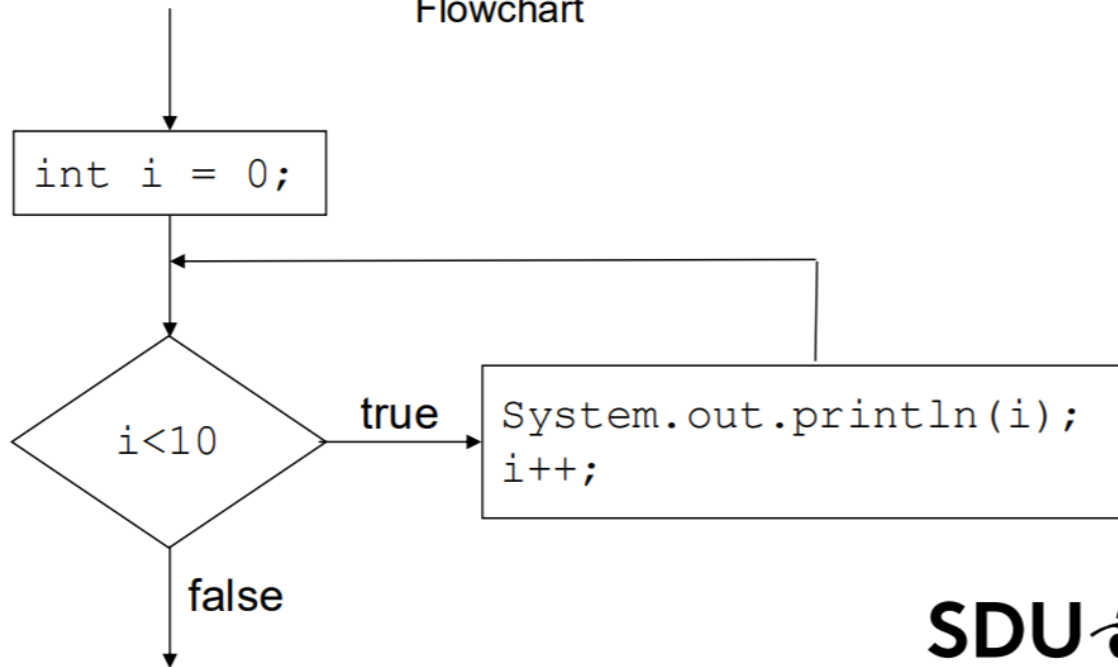 Flowchart
int i = 0;
i<10
true
System.out.println(i);
i++;
false
SDU